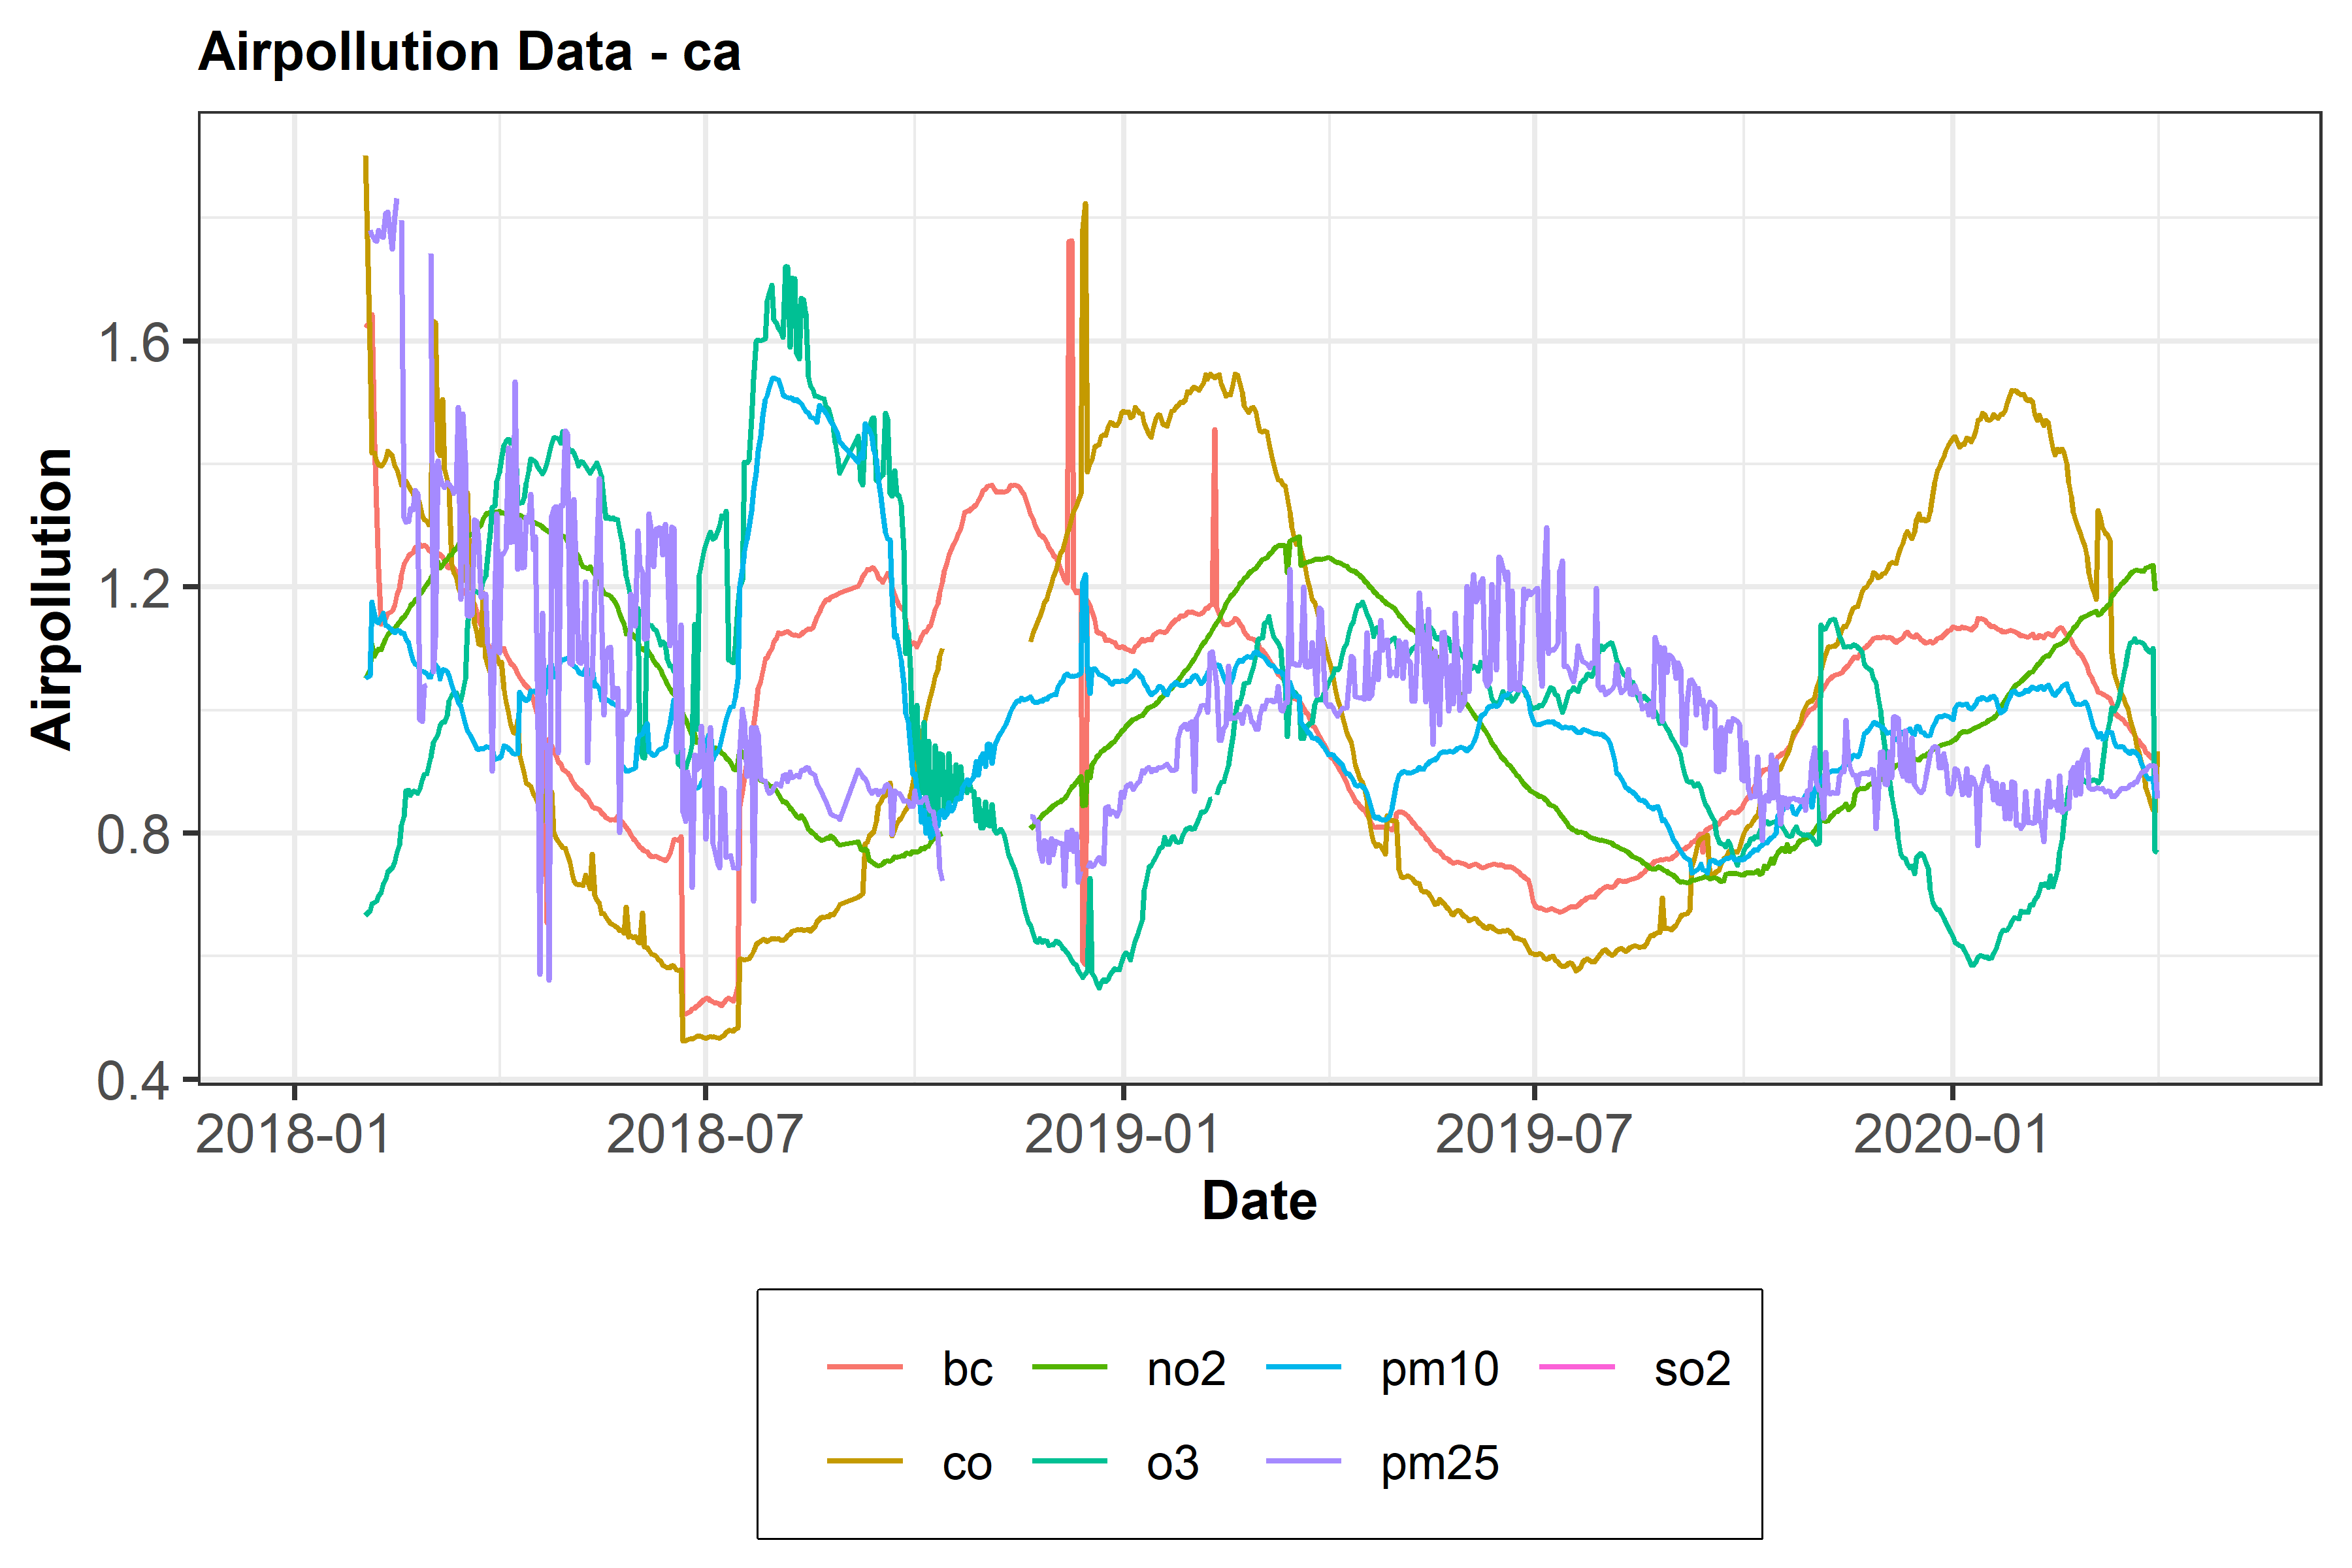 Airpollution Data - ca
Airpollution
1.6
1.2
0.8
0.4
2018-01 2018-07 2019-01 2019-07 2020-01
Date
bc no2 pm10 so2
co o3 pm25